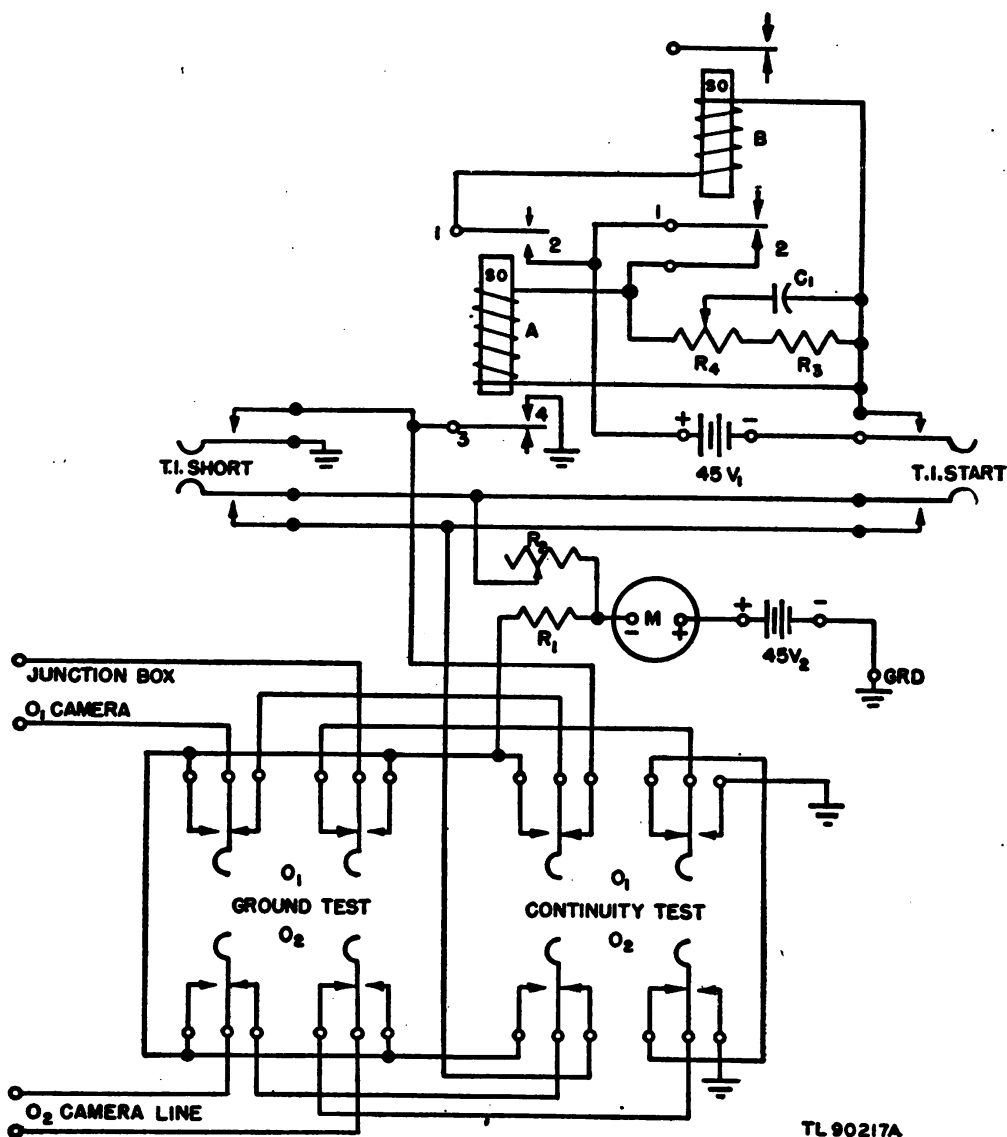 SO
B
1
1
1
2
2
SO
C1
A
R4
R3
4
+
-
3
T.I. SHORT
45 V1
T.I. START
R2
+
-
M
-
+
R1
45V2
JUNCTION BOX
GRD
O1 CAMERA
O1
O1
GROUND TEST
CONTINUITY TEST
O2
O2
O2 CAMERA LINE
TL 90217A